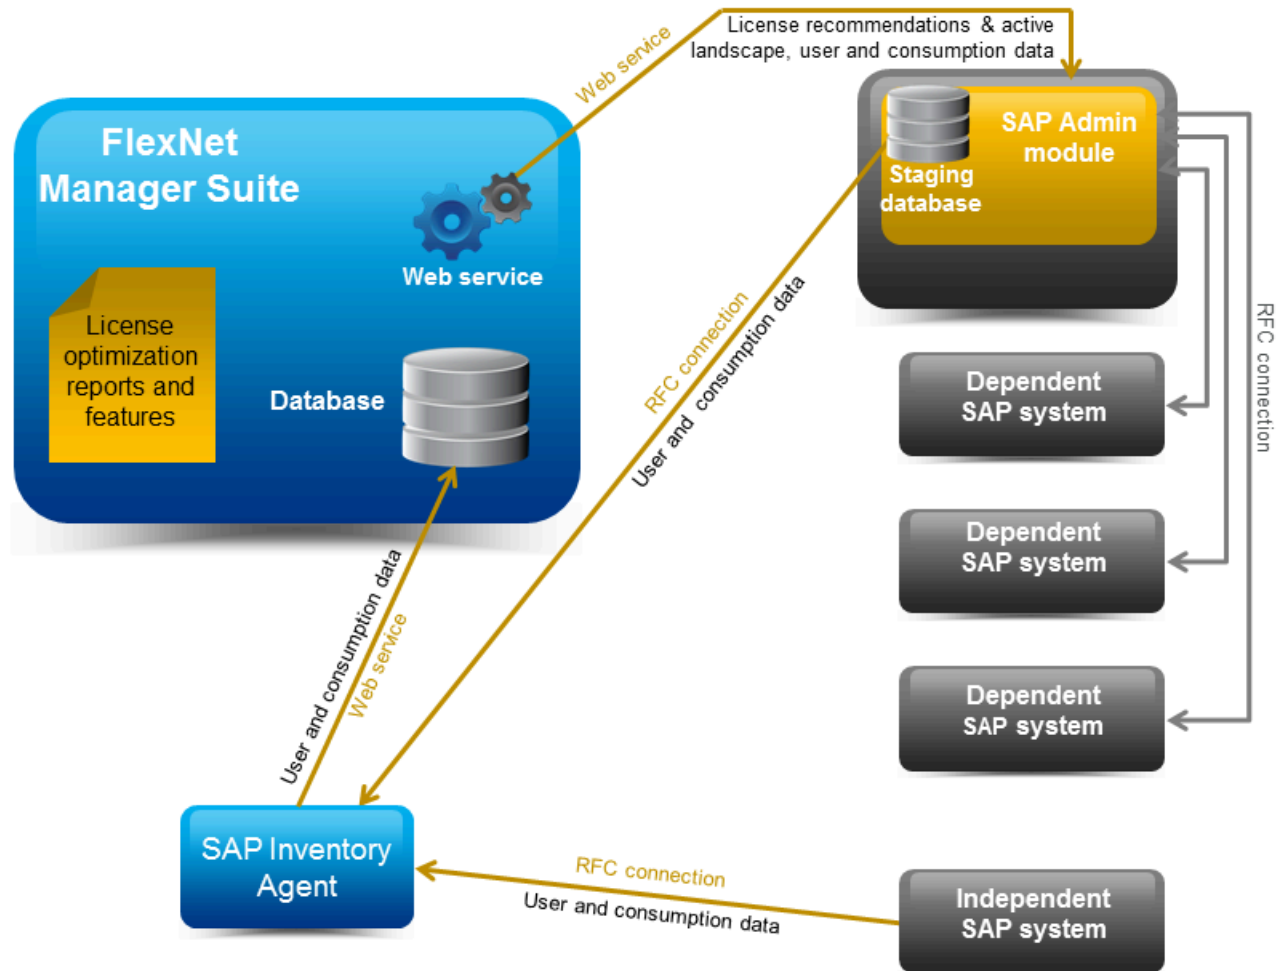 License recommendations & active
landscape, user and consumption data
Web service
FlexNet
Manager Suite
Web service
License
optimization
reports and
features
Database
SAP Admin
module
Staging
database
RFC connection
User and consumption data
RFC connection
Dependent
SAP system
Dependent
SAP system
Dependent
SAP system
User and consumption data
Web service
SAP Inventory
Agent
RFC connection
User and consumption data
Independent
SAP system